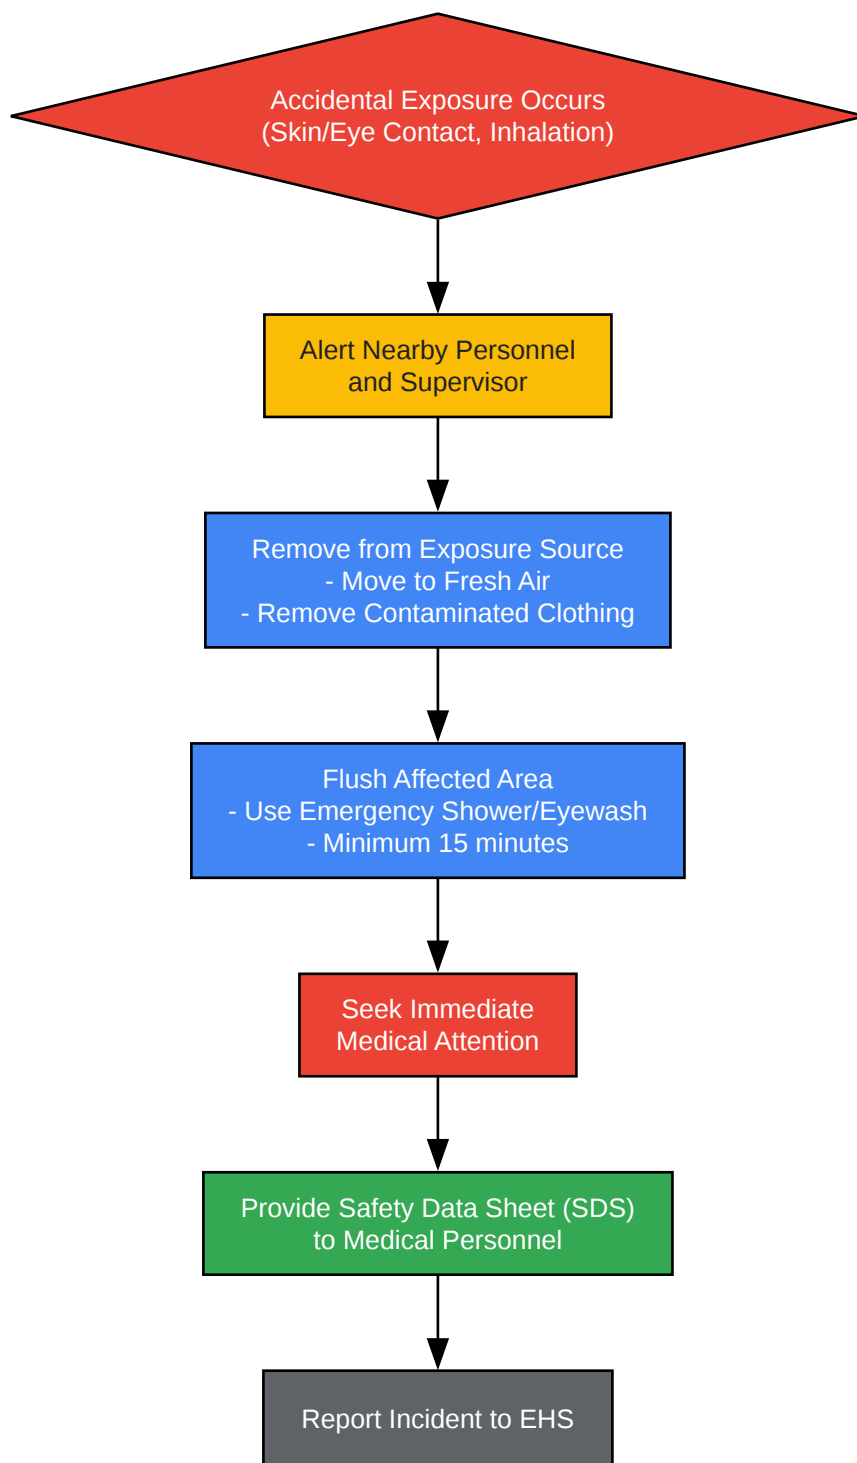 Accidental Exposure Occurs
(Skin/Eye Contact, Inhalation)
Alert Nearby Personnel
and Supervisor
Remove from Exposure Source
- Move to Fresh Air
- Remove Contaminated Clothing
Flush Affected Area
- Use Emergency Shower/Eyewash
- Minimum 15 minutes
Seek Immediate
Medical Attention
Provide Safety Data Sheet (SDS)
to Medical Personnel
Report Incident to EHS